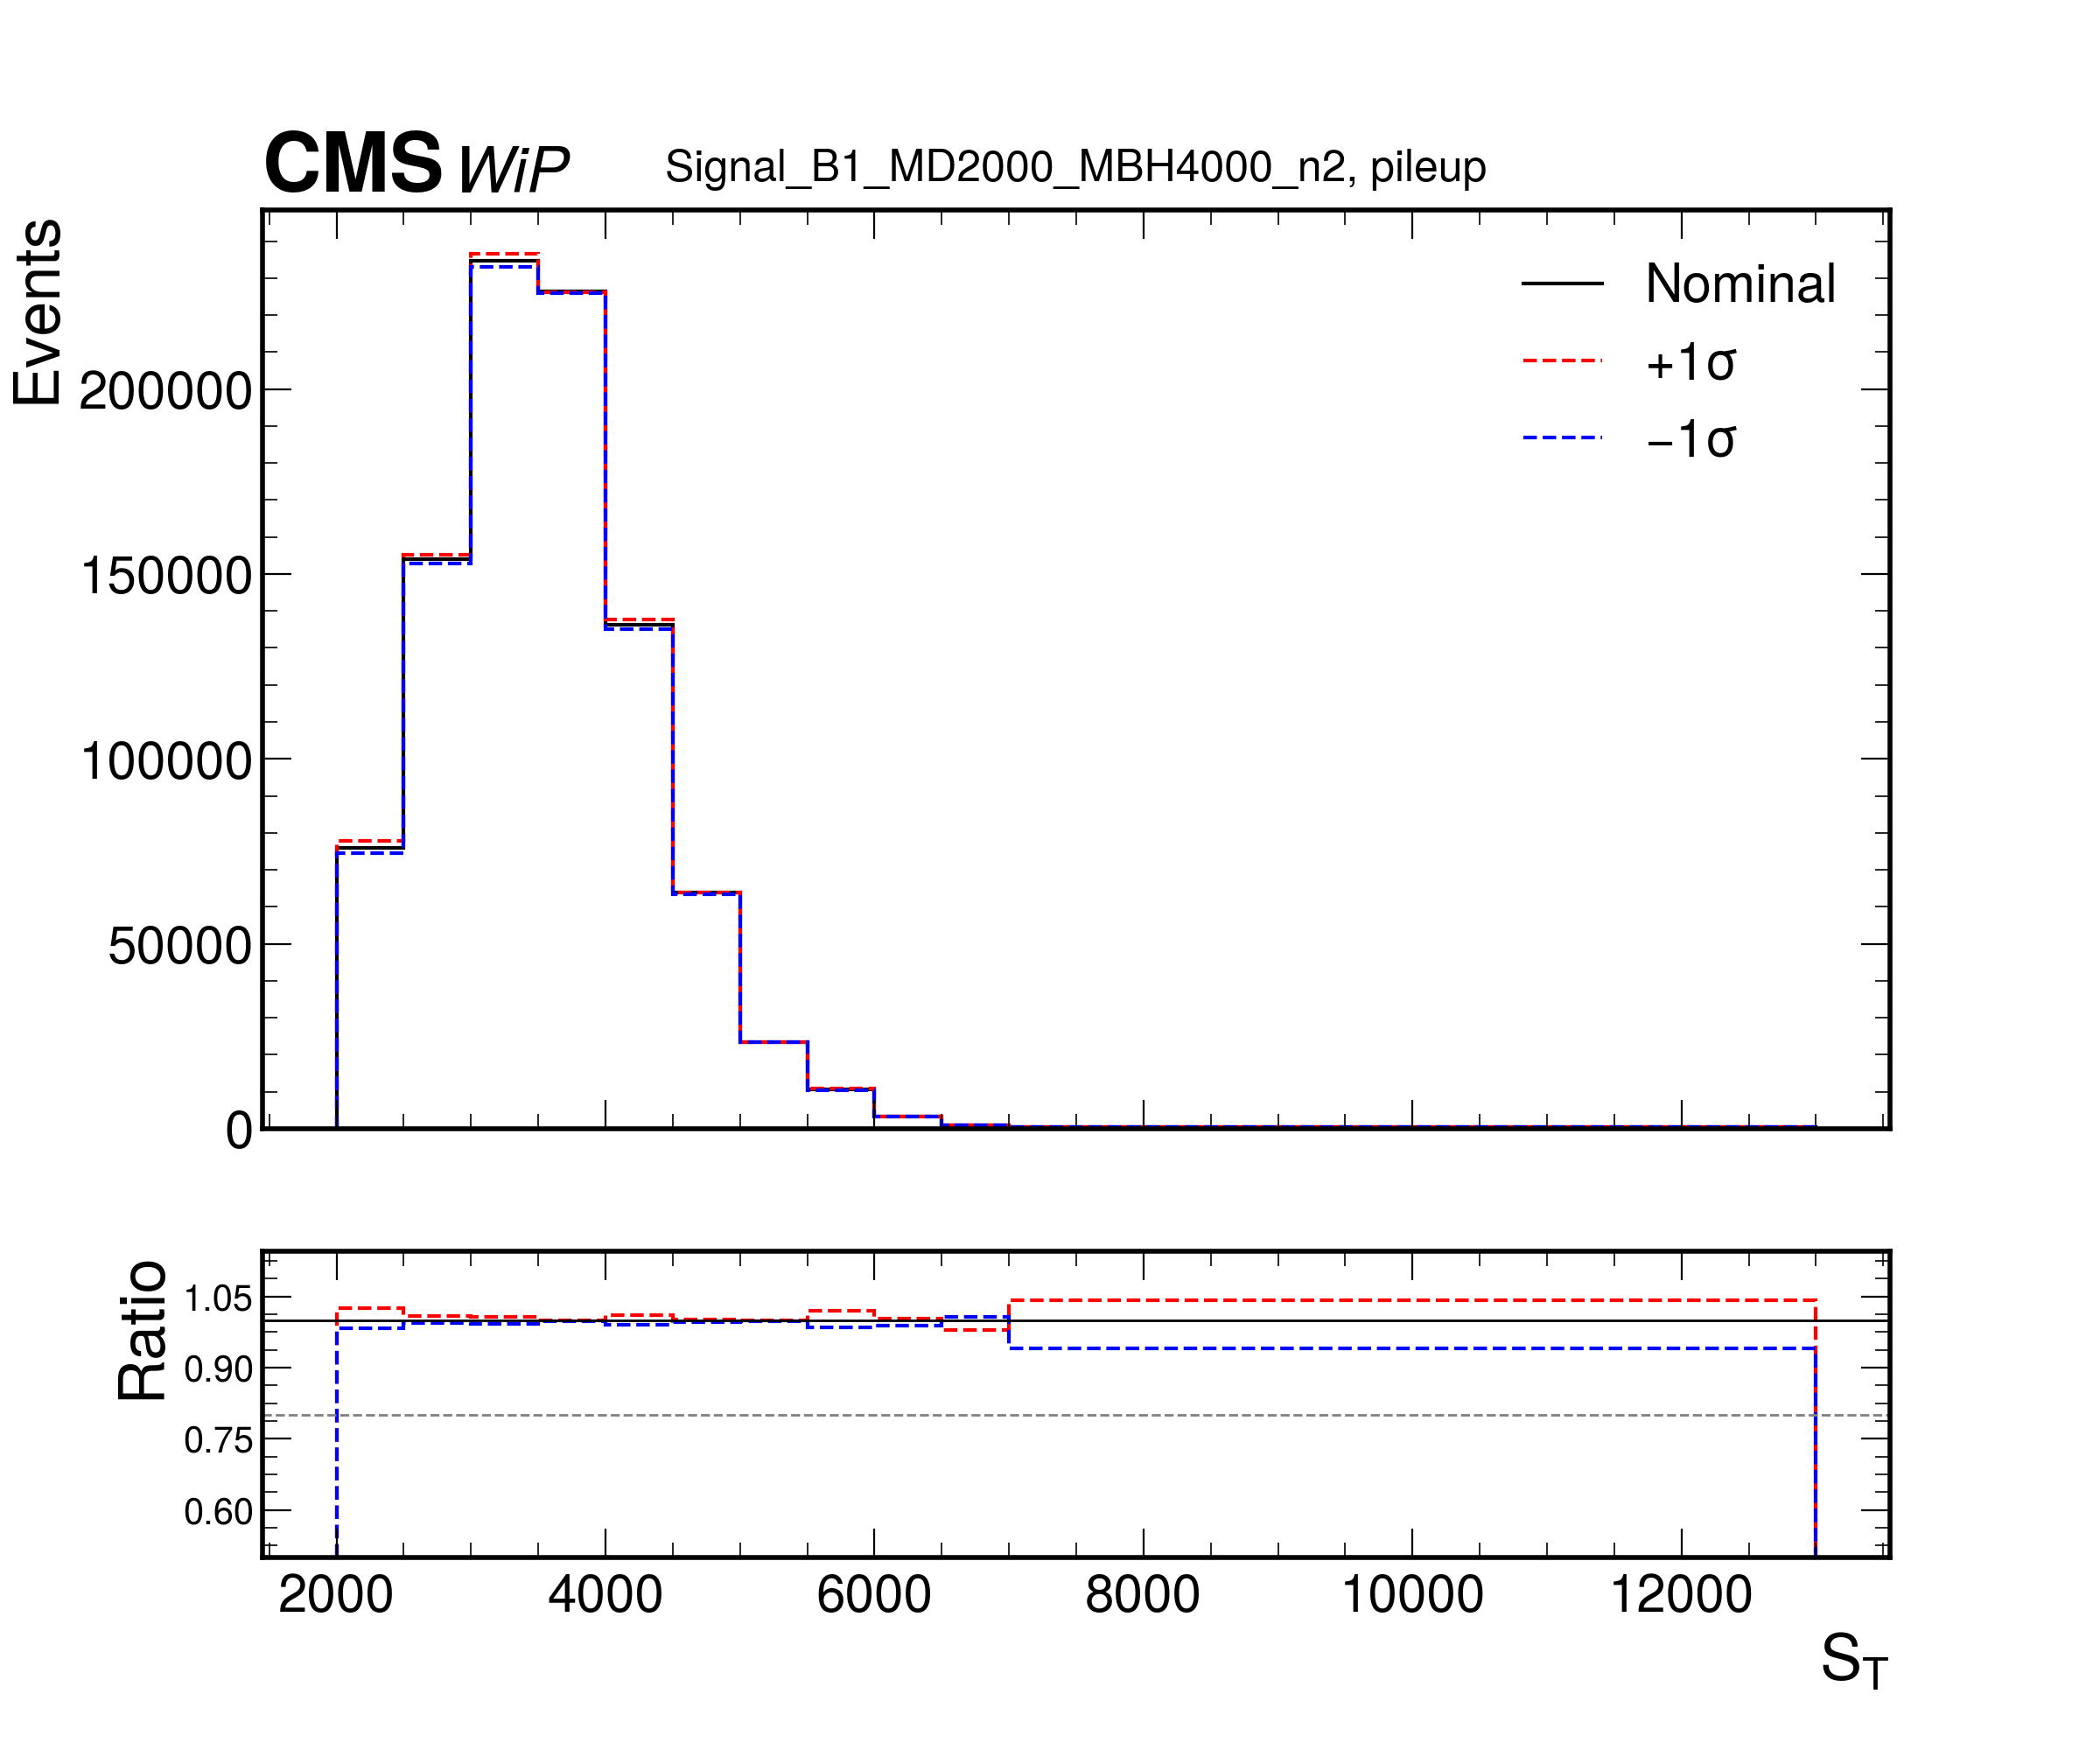 CMS WiP Signal_B1_MD2000_MBH4000_n2, pileup
Events
200000
150000
100000
50000
0
Nominal
+1σ
−1σ
Ratio
1.05
0.90
0.75
0.60
2000 4000 6000 8000 10000 12000
S_T